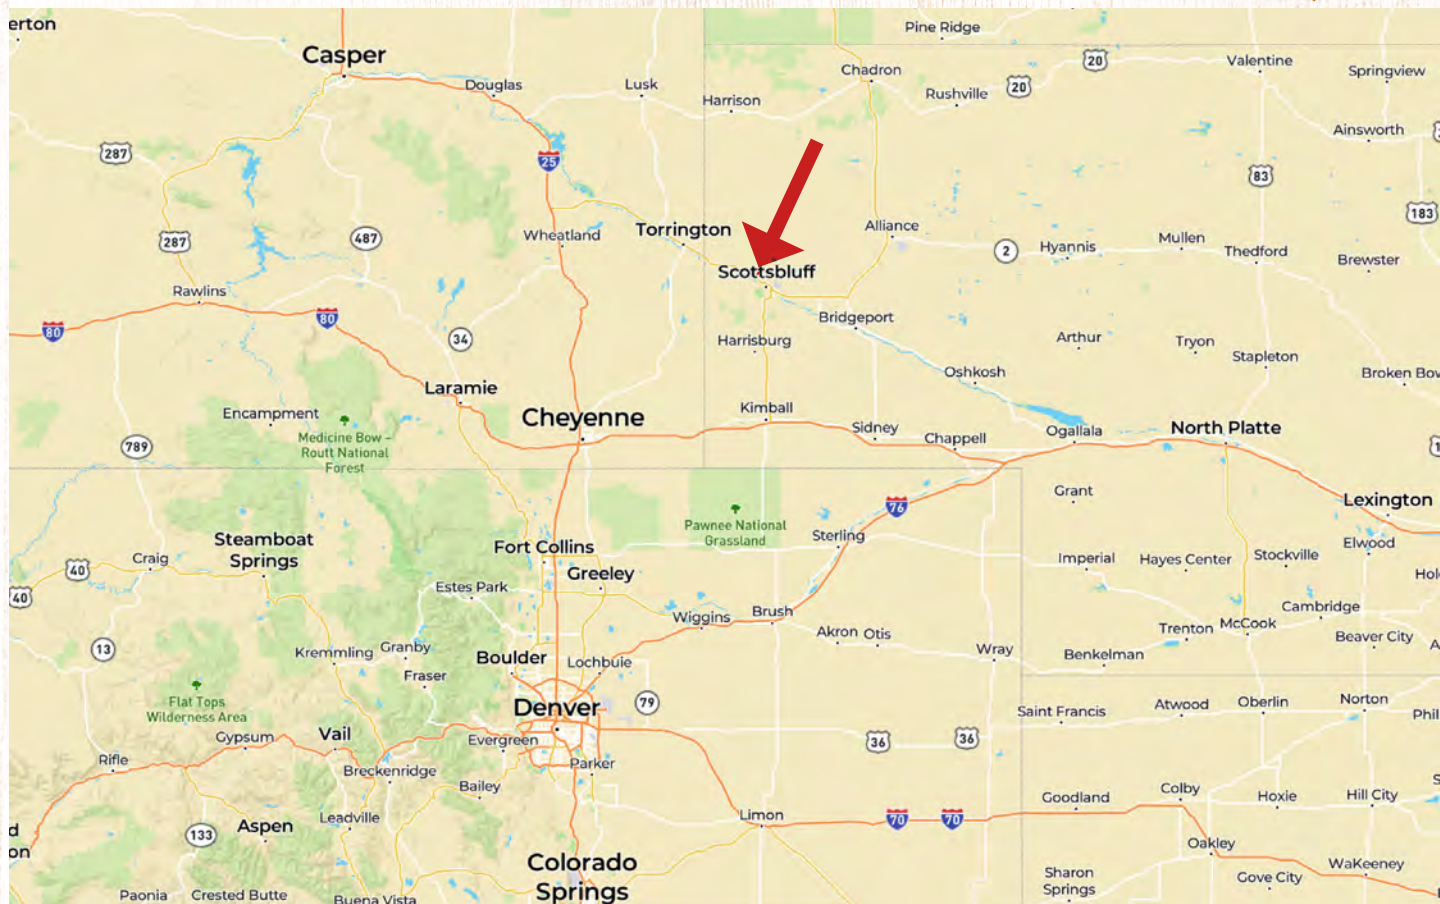 erton
Pine Ridge
Casper
20
Valentine
Chadron
Springview
Douglas
Lusk
20
Rushville
Harrison
Ainsworth
287
25
83
183
Torrington
Alliance
287
487
Wheatland
2
Hyannis
Mullen
Thedford
Brewster
Scottsbluff
Rawlins
80
80
Bridgeport
34
Harrisburg
Arthur
Tryon
Stapleton
Oshkosh
Broken Bow
Laramie
Encampment
Cheyenne
Kimball
Sidney
Chappell
Ogallala
North Platte
Medicine Bow -
Routt National
Forest
789
Grant
Lexington
76
Pawnee National
Grassland
Sterling
Steamboat
Springs
Fort Collins
Elwood
Craig
40
Imperial
Hayes Center
Stockville
Greeley
Hol
40
Estes Park
Cambridge
Wiggins
Brush
Akron
Otis
Trenton
McCook
Beaver City
A
13
Kremmling
Granby
Boulder
Lochbuie
Wray
Benkelman
Fraser
Flat Tops
Wilderness Area
Denver
79
Saint Francis
Atwood
Oberlin
Norton
Phil
Gypsum
Vail
Evergreen
36
36
Rifle
Breckenridge
Parker
Bailey
Goodland
Colby
Hoxie
Hill City
S
Leadville
Limon
70
70
133
Aspen
d
on
Oakley
Colorado
Springs
Sharon
Springs
Gove City
WaKeeney
Paonia
Crested Butte
Buena Vista